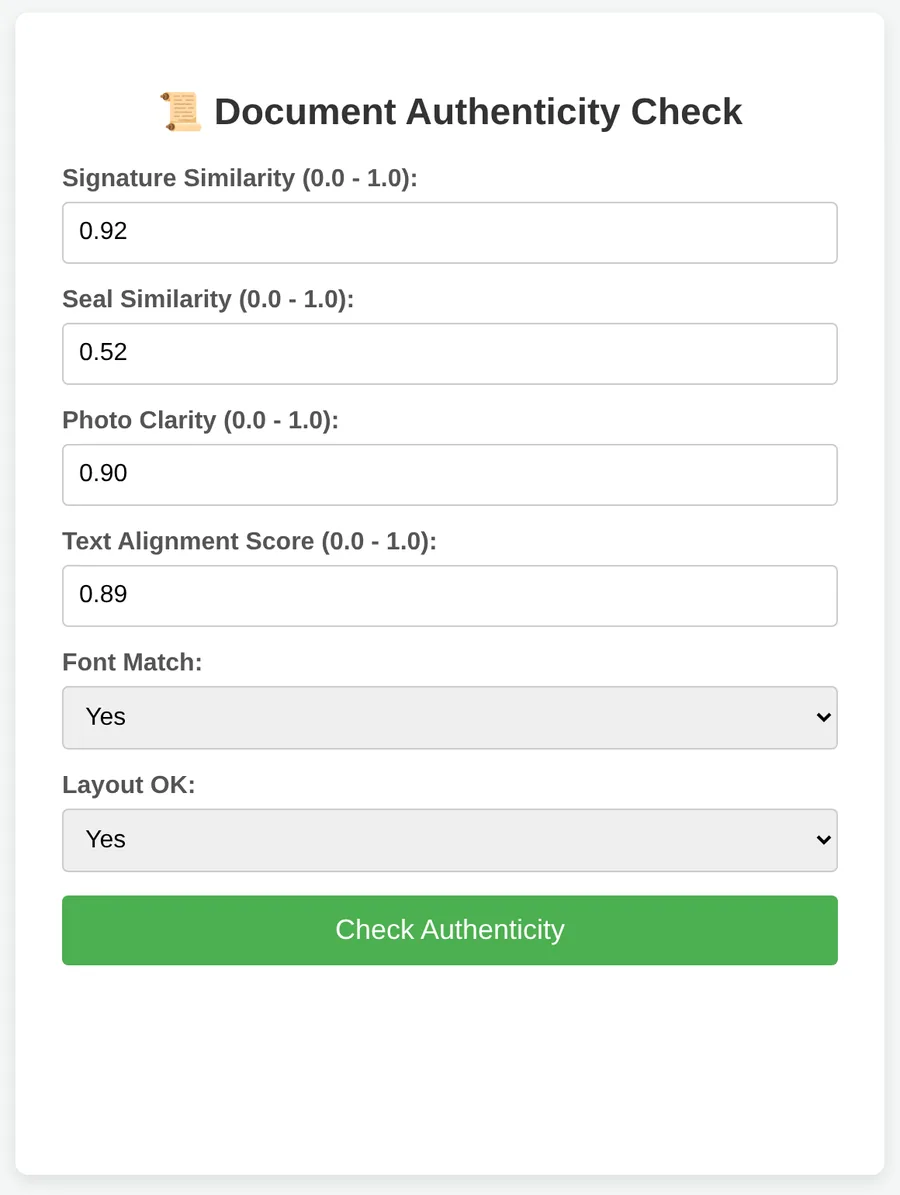 📜 Document Authenticity Check
Signature Similarity (0.0 - 1.0):
0.92
Seal Similarity (0.0 - 1.0):
0.52
Photo Clarity (0.0 - 1.0):
0.90
Text Alignment Score (0.0 - 1.0):
0.89
Font Match:
Yes
Layout OK:
Yes
Check Authenticity